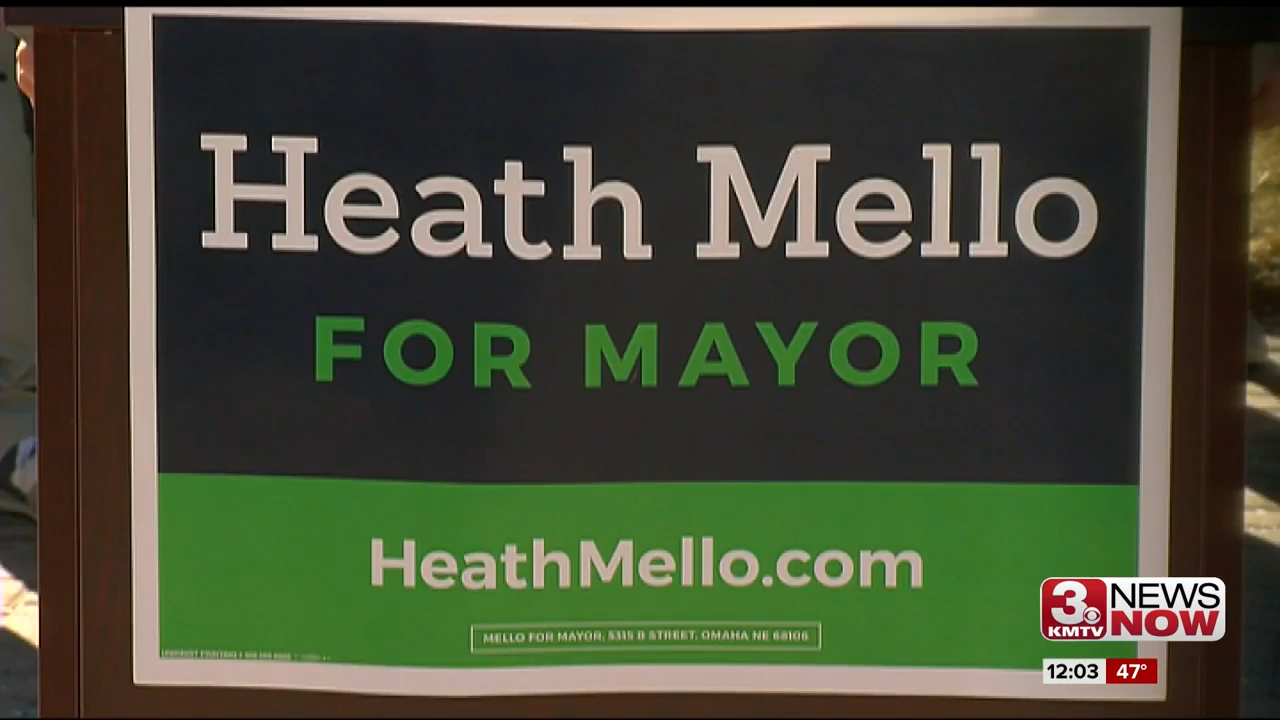 Heath Mello
FOR MAYOR
HeathMello.com
MELLO FOR MAYOR, 5315 B STREET, OMAHA NE 68106
3 NEWS
KMTV NOW
12:03 47°